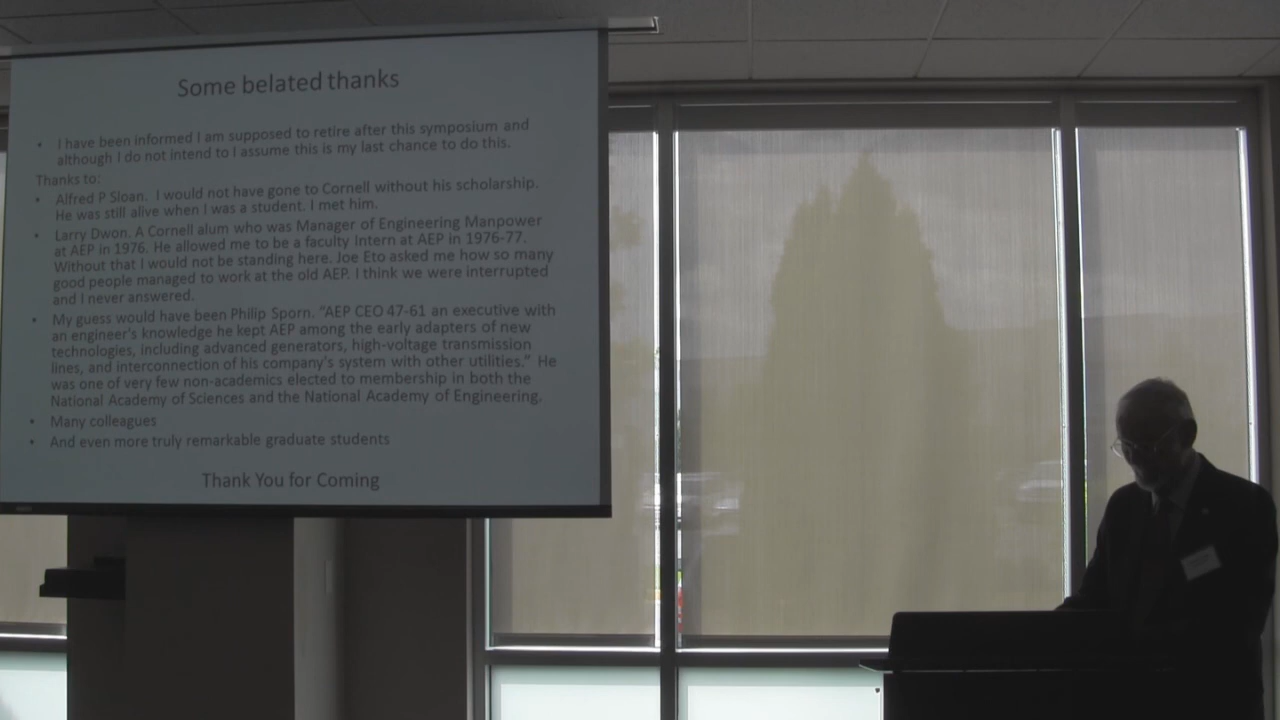 Some belated thanks
• I have been informed I am supposed to retire after this symposium and
although I do not intend to I assume this is my last chance to do this.
Thanks to:
• Alfred P Sloan. I would not have gone to Cornell without his scholarship.
He was still alive when I was a student. I met him.
• Larry Dwon. A Cornell alum who was Manager of Engineering Manpower
at AEP in 1976. He allowed me to be a faculty Intern at AEP in 1976-77.
Without that I would not be standing here. Joe Eto asked me how so many
good people managed to work at the old AEP. I think we were interrupted
and I never answered.
• My guess would have been Philip Sporn. “AEP CEO 47-61 an executive with
an engineer's knowledge he kept AEP among the early adapters of new
technologies, including advanced generators, high-voltage transmission
lines, and interconnection of his company's system with other utilities.” He
was one of very few non-academics elected to membership in both the
National Academy of Sciences and the National Academy of Engineering.
• Many colleagues
• And even more truly remarkable graduate students
Thank You for Coming